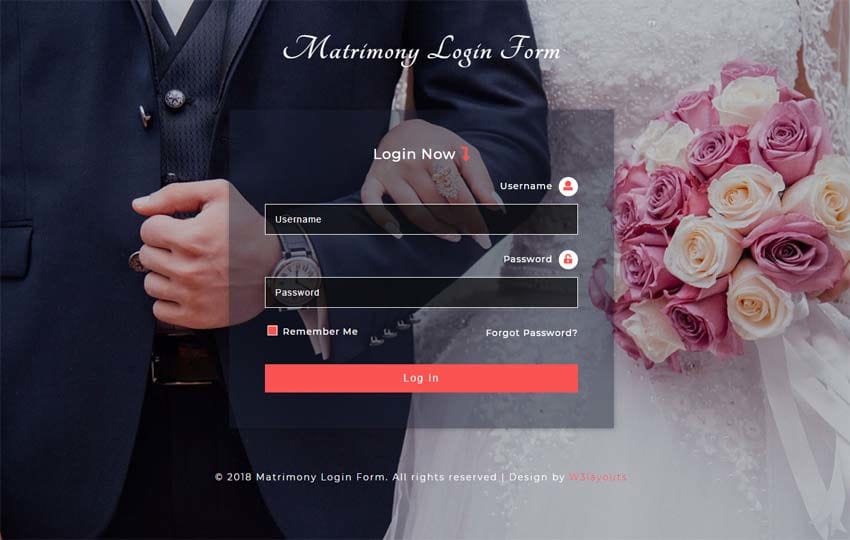 Matrimony Login Form
Login Now
Username
Username
Password
Password
Remember Me
Forgot Password?
Log In
© 2018 Matrimony Login Form. All rights reserved | Design by W3layouts